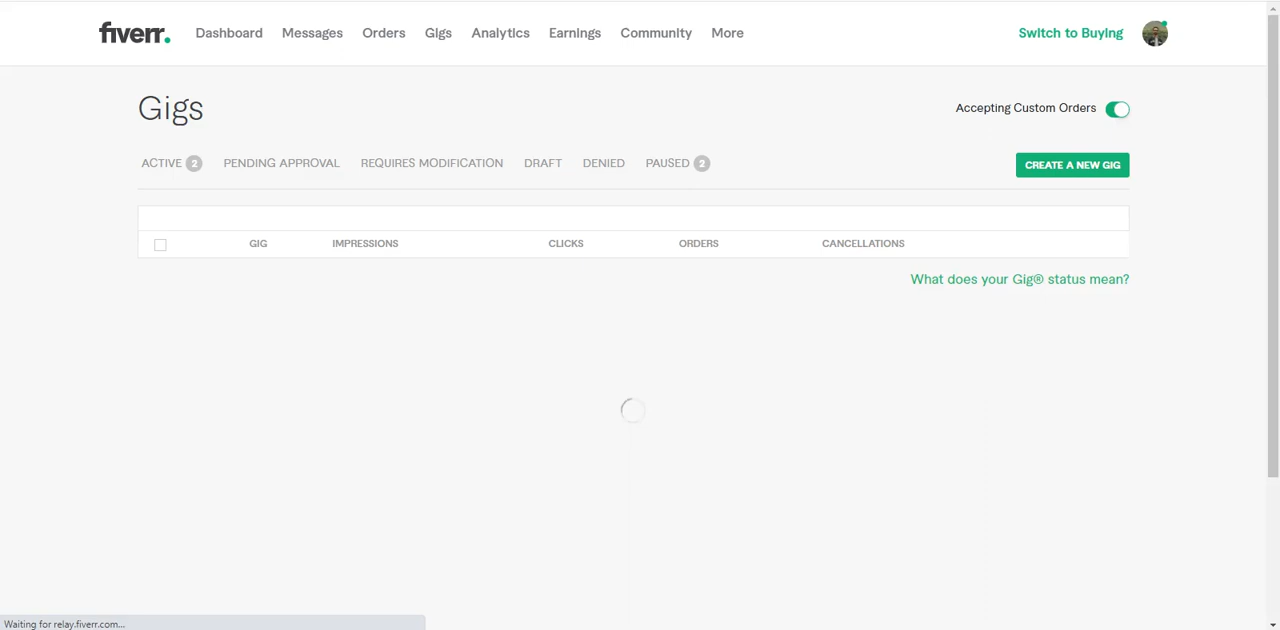 fiverr. Dashboard Messages Orders Gigs Analytics Earnings Community More Switch to Buying
Gigs Accepting Custom Orders
ACTIVE 2 PENDING APPROVAL REQUIRES MODIFICATION DRAFT DENIED PAUSED 2 CREATE A NEW GIG
GIG IMPRESSIONS CLICKS ORDERS CANCELLATIONS
What does your Gig® status mean?
Waiting for relay.fiverr.com...